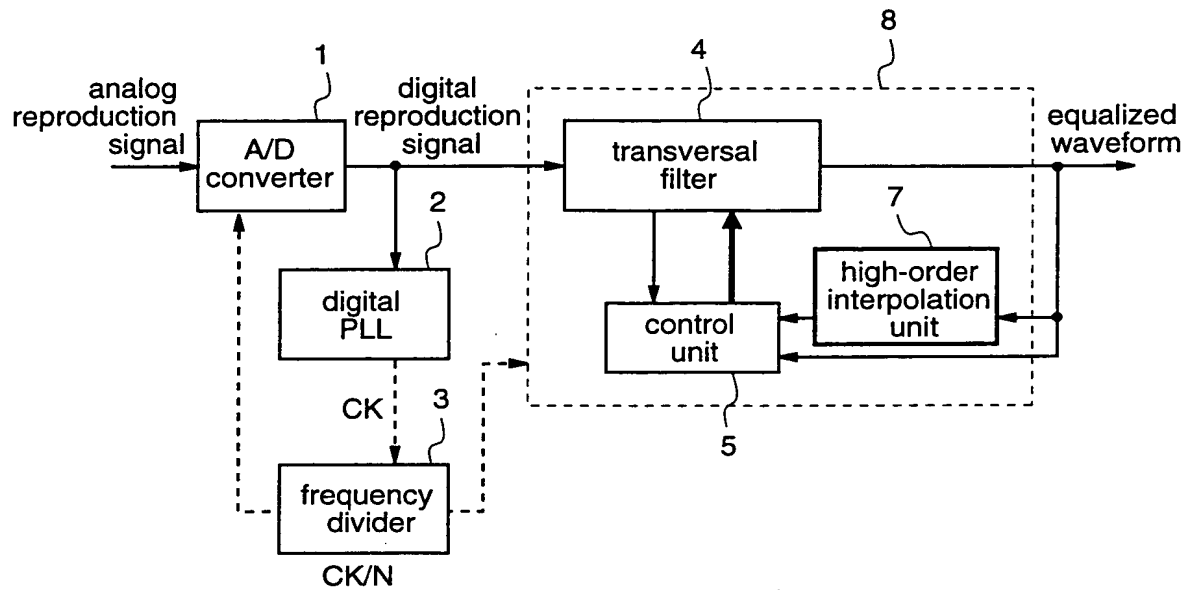 8
1
4
analog
reproduction
signal
digital
reproduction
signal
equalized
waveform
A/D
converter
transversal
filter
2
7
digital
PLL
high-order
interpolation
unit
control
unit
CK
3
5
frequency
divider
CK/N